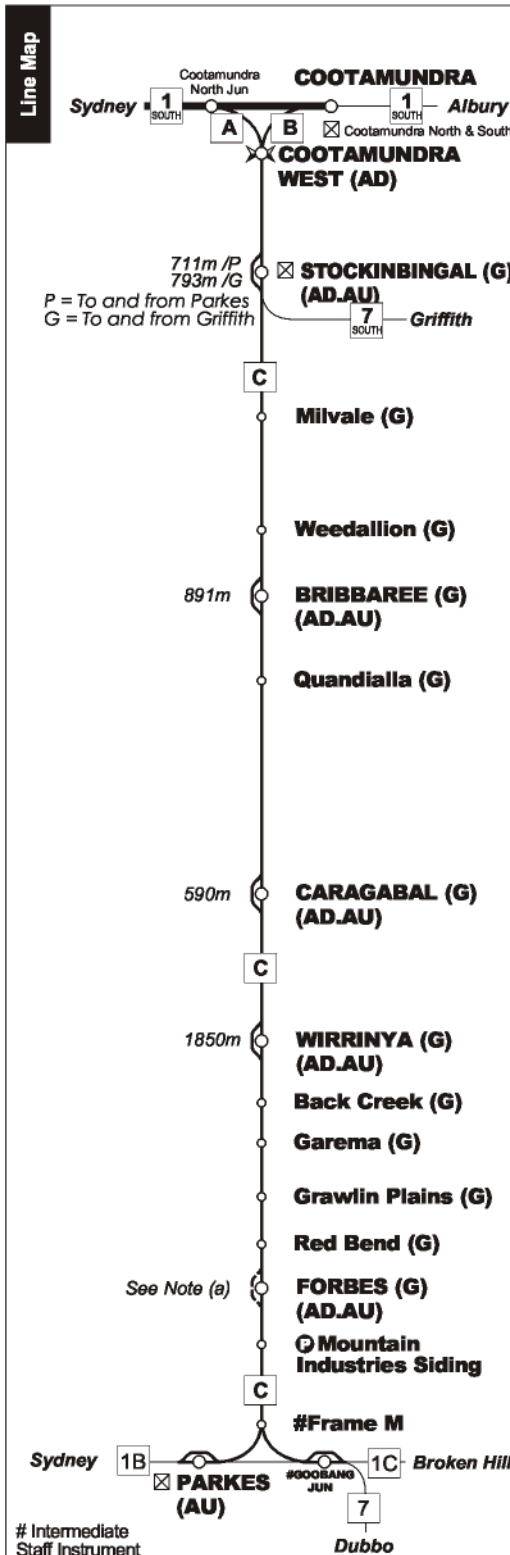 Line Map
Cootamundra
North Jun
COOTAMUNDRA
Sydney
1
SOUTH
1
SOUTH
Albury
A
B
Cootamundra North & South
COOTAMUNDRA
WEST (AD)
711m /P
793m /G
STOCKINBINGAL (G)
(AD.AU)
P = To and from Parkes
G = To and from Griffith
7
SOUTH
Griffith
C
Milvale (G)
Weedallion (G)
891m
BRIBBAREE (G)
(AD.AU)
Quandialla (G)
590m
CARAGABAL (G)
(AD.AU)
C
1850m
WIRRINYA (G)
(AD.AU)
Back Creek (G)
Garema (G)
Grawlin Plains (G)
Red Bend (G)
See Note (a)
FORBES (G)
(AD.AU)
P Mountain
Industries Siding
C
#Frame M
Sydney
1B
1C
Broken Hill
PARKES
(AU)
#GOOBANG
JUN
7
Dubbo
# Intermediate
Staff Instrument